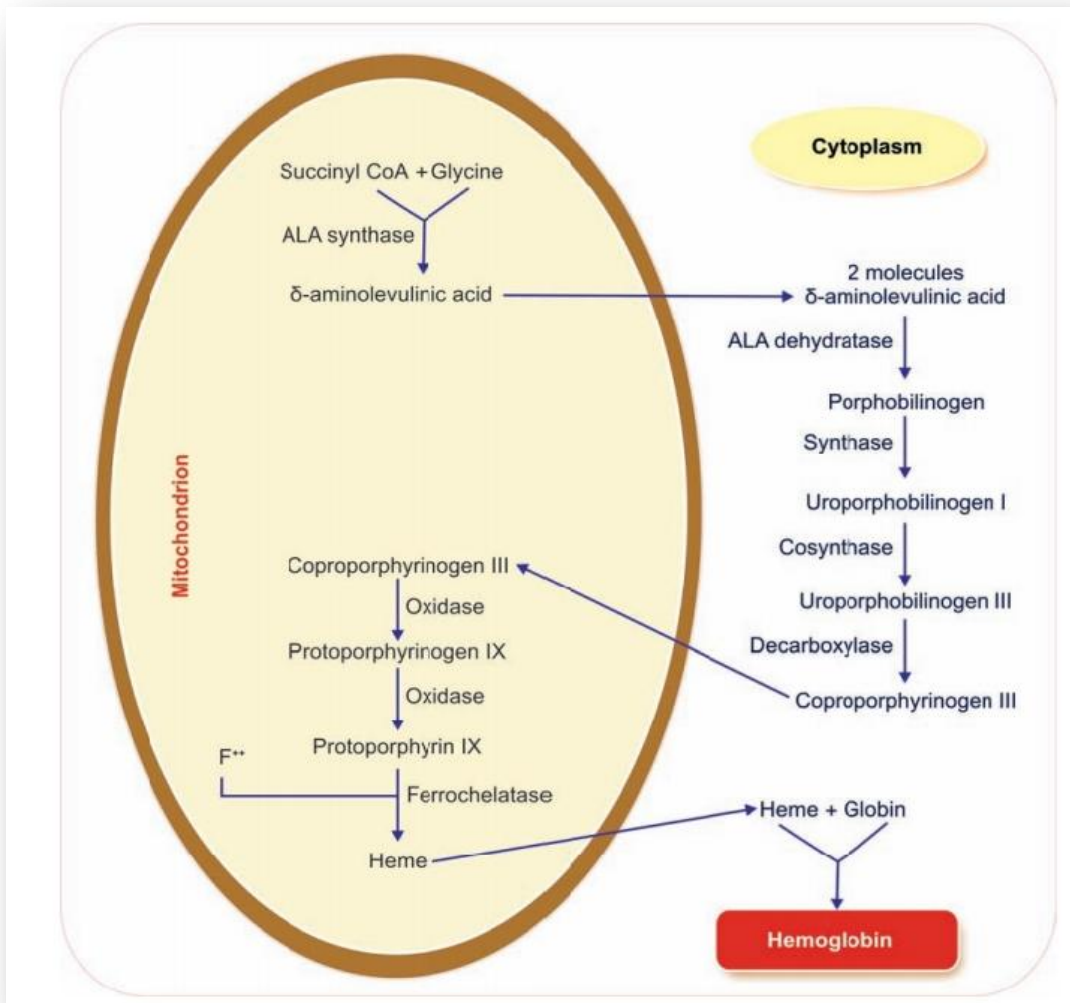 Cytoplasm
Succinyl CoA + Glycine
ALA synthase
δ-aminolevulinic acid
2 molecules
δ-aminolevulinic acid
ALA dehydratase
Porphobilinogen
Synthase
Uroporphobilinogen I
Cosynthase
Uroporphobilinogen III
Decarboxylase
Coproporphyrinogen III
Mitochondrion
Coproporphyrinogen III
Oxidase
Protoporphyrinogen IX
Oxidase
Protoporphyrin IX
F⁺⁺
Ferrochelatase
Heme
Heme + Globin
Hemoglobin